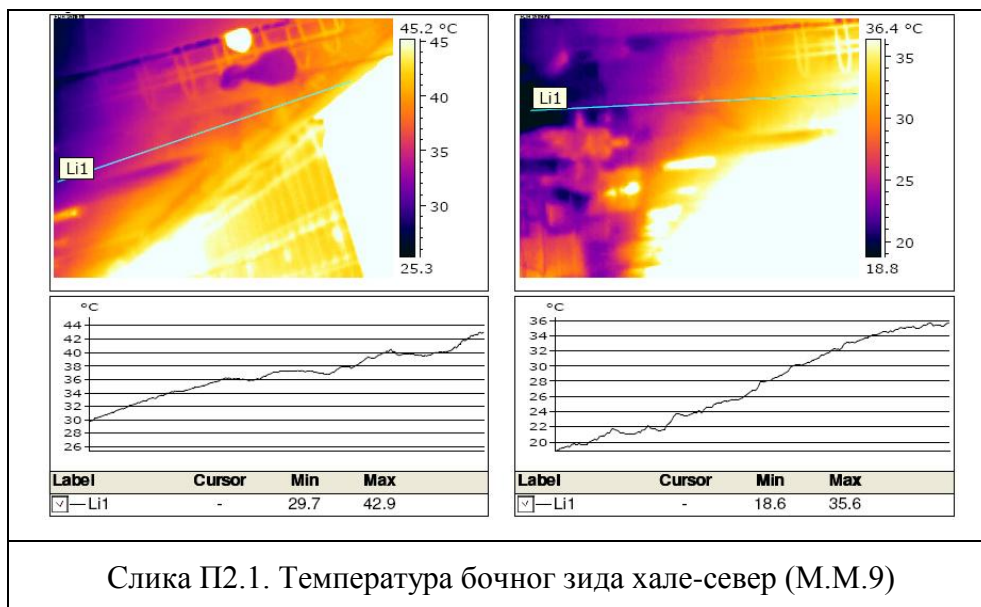 45.2 °C
45
40
35
30
25.3
Li1
36.4 °C
35
30
25
20
18.8
Li1
°C
44
42
40
38
36
34
32
30
28
26
Label Cursor Min Max
Li1 - 29.7 42.9
°C
36
34
32
30
28
26
24
22
20
Label Cursor Min Max
Li1 - 18.6 35.6
Слика П2.1. Температура бочног зида хале-север (М.М.9)